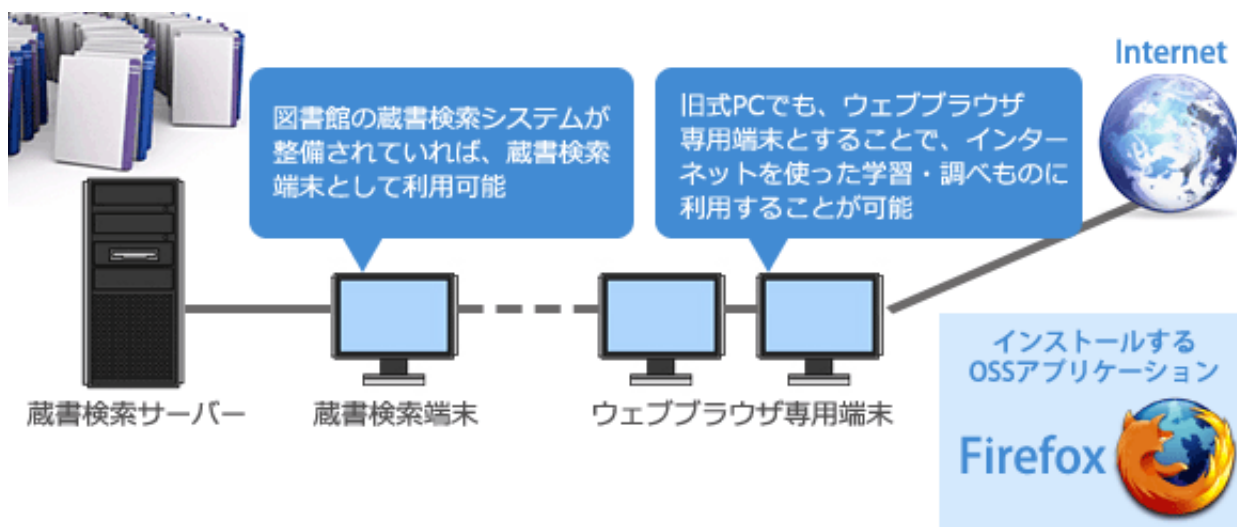 Internet
図書館の蔵書検索システムが
整備されていれば、蔵書検索
端末として利用可能
旧式PCでも、ウェブブラウザ
専用端末とすることで、インター
ネットを使った学習・調べものに
利用することが可能
蔵書検索サーバー
蔵書検索端末
ウェブブラウザ専用端末
インストールする
OSSアプリケーション
Firefox